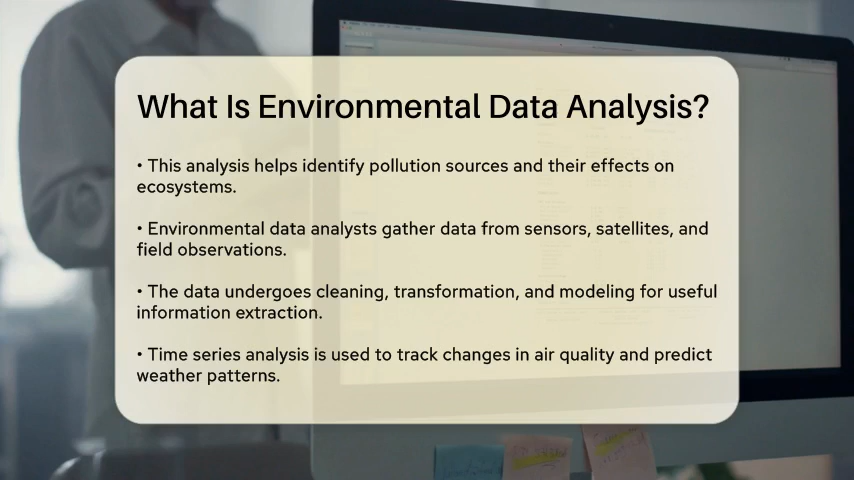 What Is Environmental Data Analysis?
• This analysis helps identify pollution sources and their effects on
ecosystems.
• Environmental data analysts gather data from sensors, satellites, and
field observations.
• The data undergoes cleaning, transformation, and modeling for useful
information extraction.
• Time series analysis is used to track changes in air quality and predict
weather patterns.